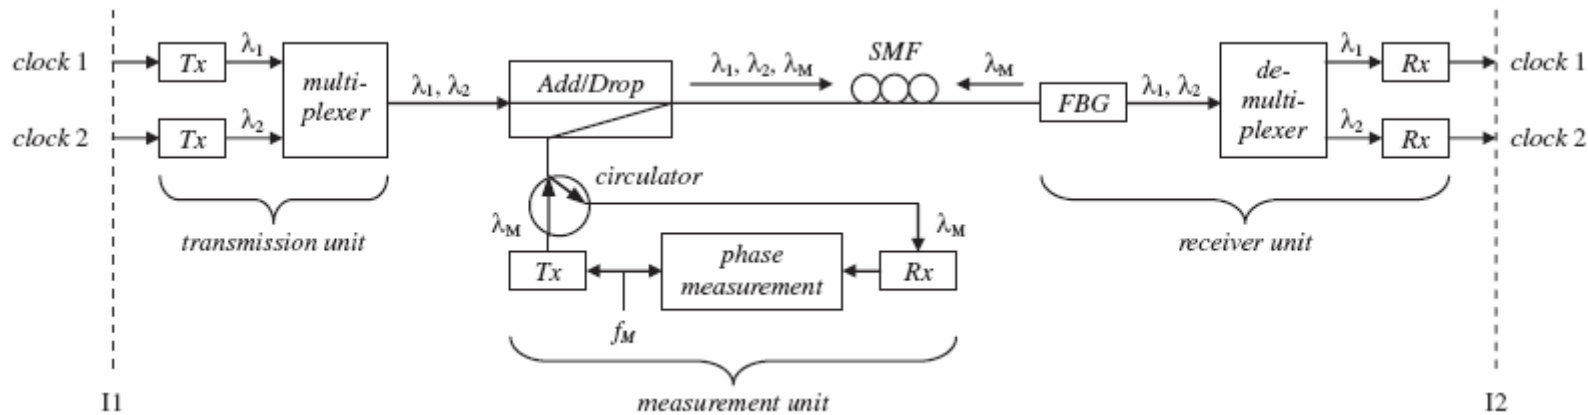 clock 1
Tx
λ1
multi-
plexer
clock 2
Tx
λ2
λ1, λ2
transmission unit
Add/Drop
λ1, λ2, λM
SMF
λM
FBG
λ1, λ2
de-
multi-
plexer
λ1
Rx
clock 1
λ2
Rx
clock 2
receiver unit
circulator
λM
Tx
phase
measurement
λM
Rx
fM
measurement unit
I1
I2